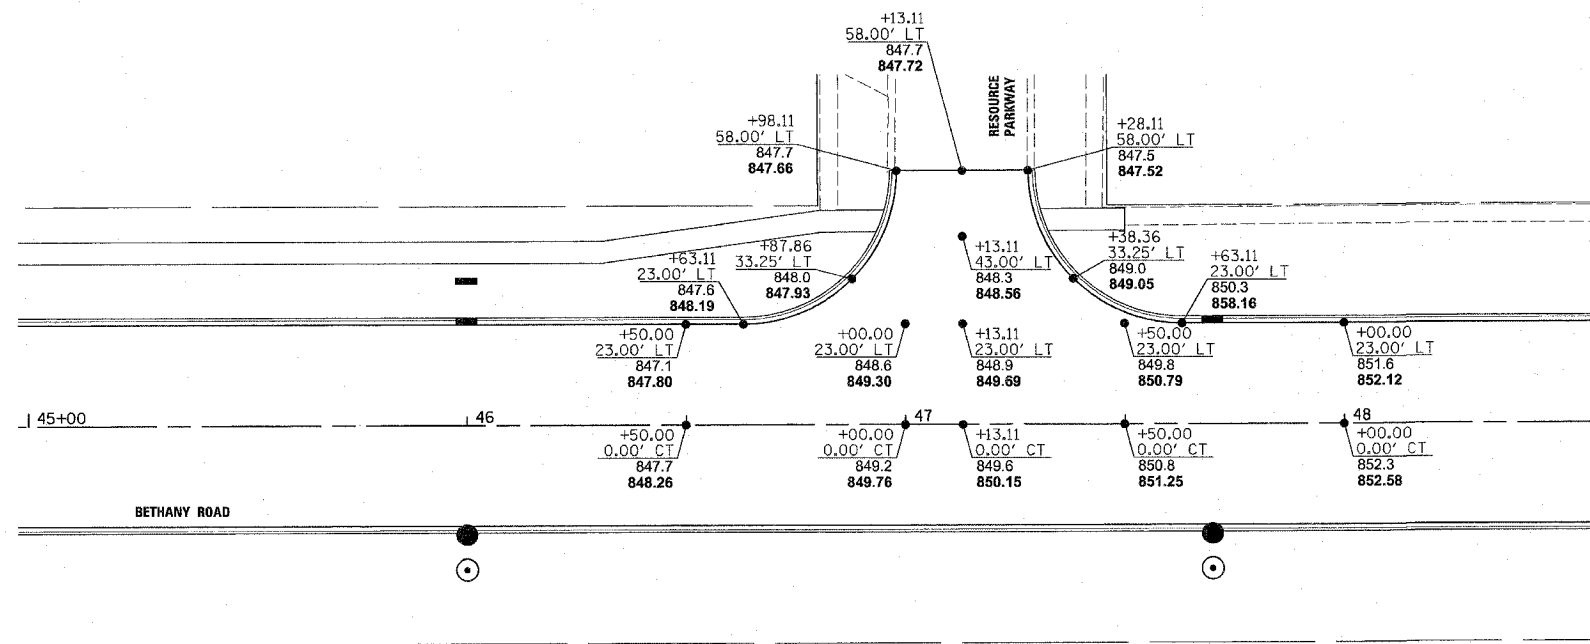 +13.11
58.00' LT
847.7
847.72
RESOURCE
PARKWAY
+98.11
58.00' LT
847.7
847.66
+28.11
58.00' LT
847.5
847.52
+87.86
33.25' LT
848.0
847.93
+63.11
23.00' LT
847.6
848.19
+13.11
43.00' LT
848.3
848.56
+38.36
33.25' LT
849.0
849.05
+63.11
23.00' LT
850.3
858.16
+50.00
23.00' LT
847.1
847.80
+00.00
23.00' LT
848.6
849.30
+13.11
23.00' LT
848.9
849.69
+50.00
23.00' LT
849.8
850.79
+00.00
23.00' LT
851.6
852.12
45+00
46
47
48
+50.00
0.00' CT
847.7
848.26
+00.00
0.00' CT
849.2
849.76
+13.11
0.00' CT
849.6
850.15
+50.00
0.00' CT
850.8
851.25
+00.00
0.00' CT
852.3
852.58
BETHANY ROAD